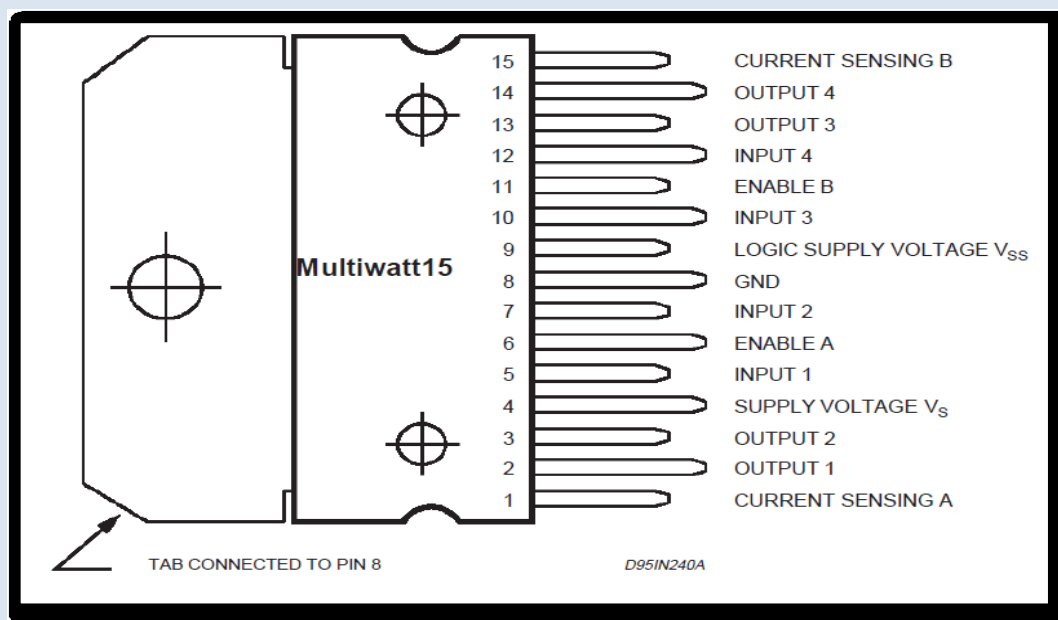 15 CURRENT SENSING B
14 OUTPUT 4
13 OUTPUT 3
12 INPUT 4
11 ENABLE B
10 INPUT 3
9 LOGIC SUPPLY VOLTAGE VSS
Multiwatt15
8 GND
7 INPUT 2
6 ENABLE A
5 INPUT 1
4 SUPPLY VOLTAGE VS
3 OUTPUT 2
2 OUTPUT 1
1 CURRENT SENSING A
TAB CONNECTED TO PIN 8 D95IN240A